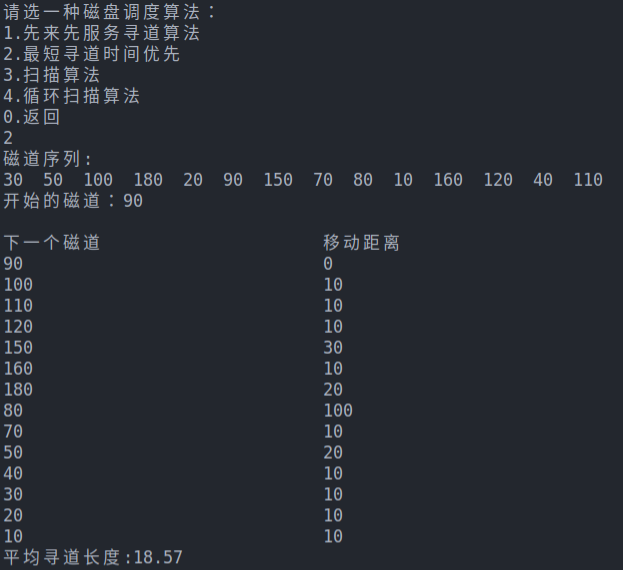 请选一种磁盘调度算法：
1.先来先服务寻道算法
2.最短寻道时间优先
3.扫描算法
4.循环扫描算法
0.返回
2
磁道序列:
30  50  100  180  20  90  150  70  80  10  160  120  40  110
开始的磁道：90
下一个磁道  移动距离
90  0
100  10
110  10
120  10
150  30
160  10
180  20
80  100
70  10
50  20
40  10
30  10
20  10
10  10
平均寻道长度:18.57